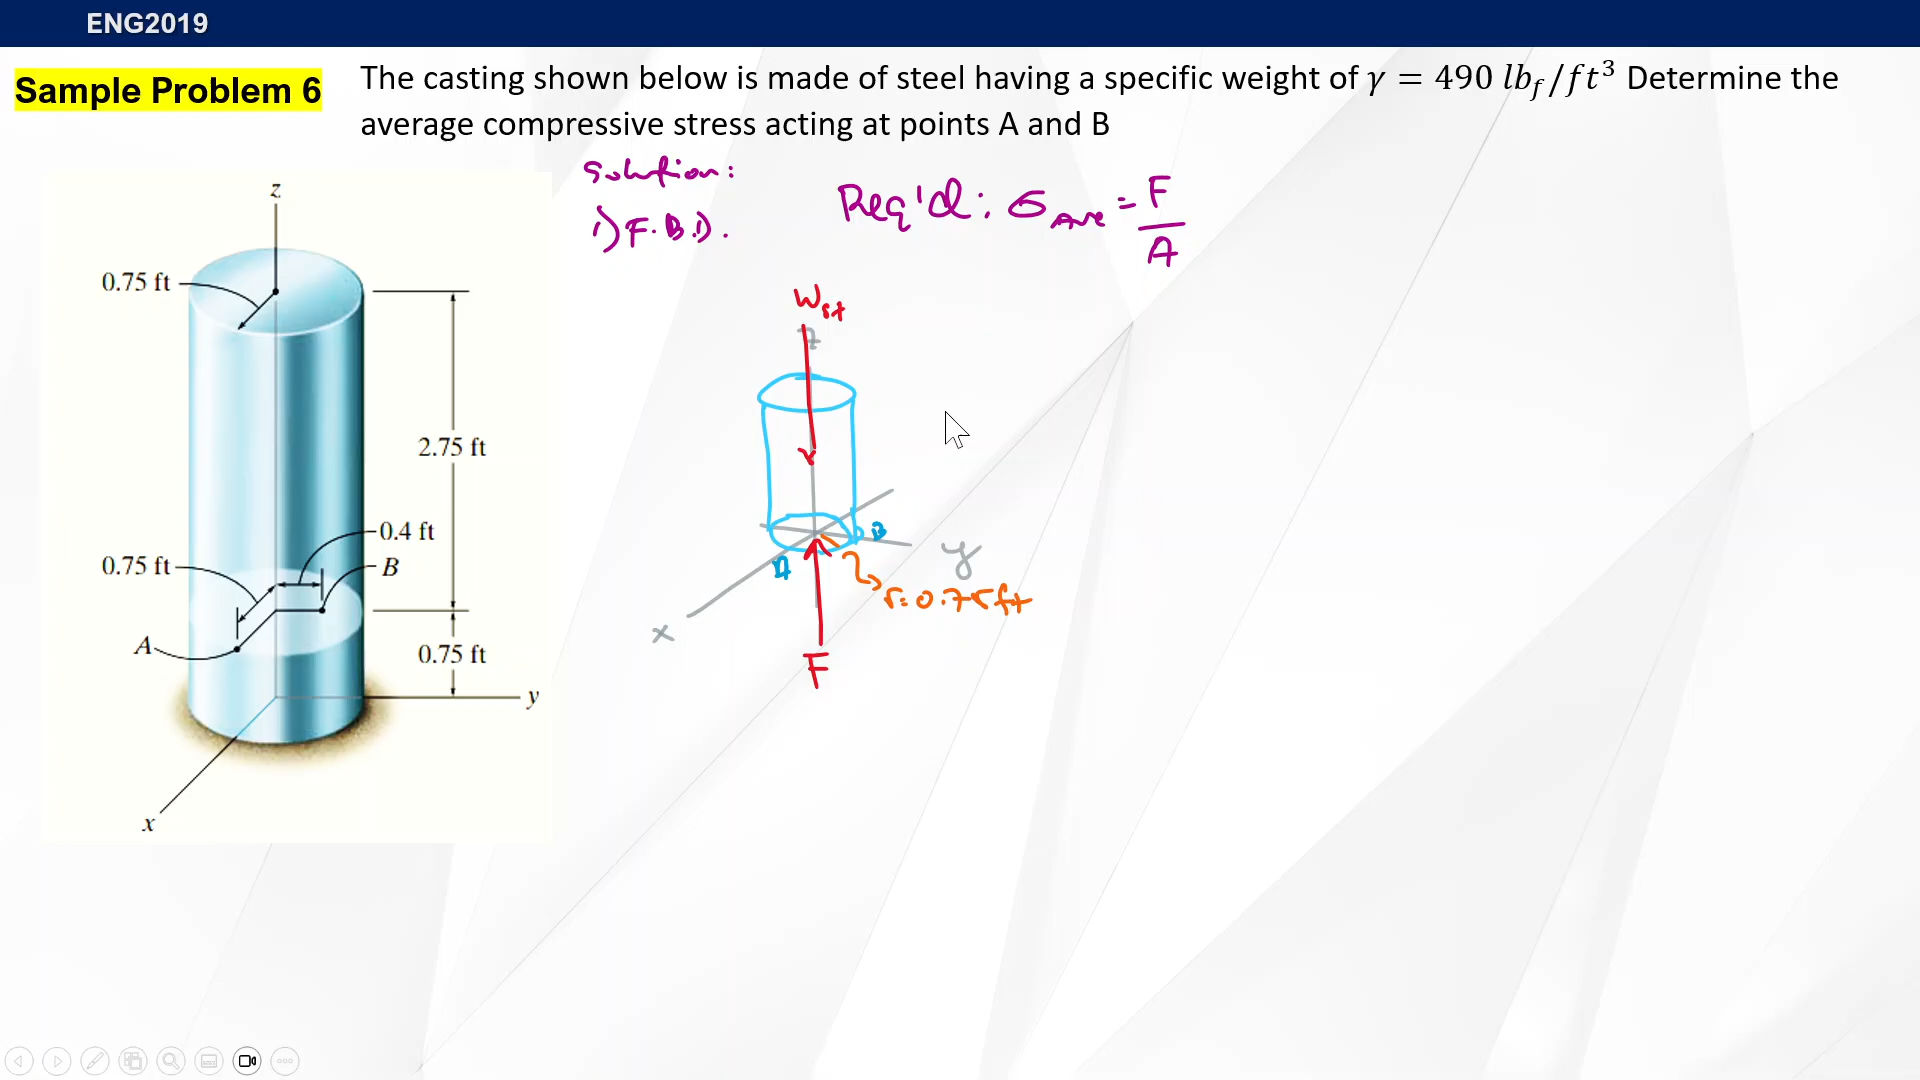 ENG2019
Sample Problem 6
The casting shown below is made of steel having a specific weight of γ = 490 lb_f/ft³ Determine the
average compressive stress acting at points A and B
Solution:
1) F.B.D.
Req'd: σ_Ave = F/A
z
0.75 ft
2.75 ft
0.4 ft
0.75 ft
B
A
0.75 ft
y
x
W_st
z
B
A
y
r=0.75ft
x
F